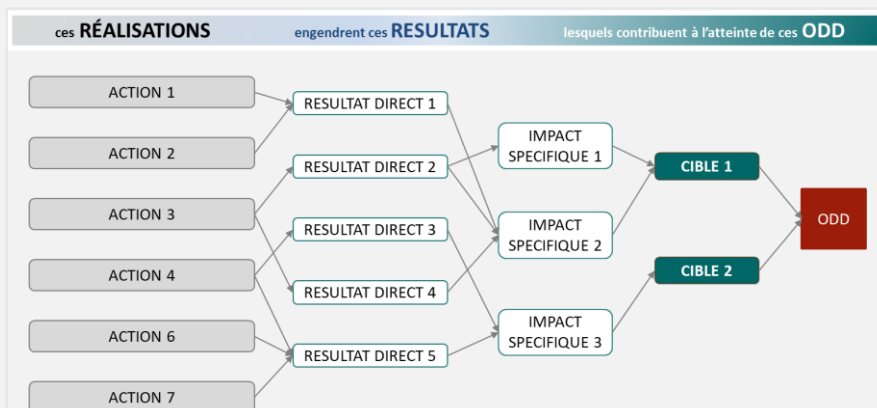 ces RÉALISATIONS
engendrent ces RESULTATS
lesquels contribuent à l'atteinte de ces ODD
ACTION 1
ACTION 2
ACTION 3
ACTION 4
ACTION 6
ACTION 7
RESULTAT DIRECT 1
RESULTAT DIRECT 2
RESULTAT DIRECT 3
RESULTAT DIRECT 4
RESULTAT DIRECT 5
IMPACT
SPECIFIQUE 1
IMPACT
SPECIFIQUE 2
IMPACT
SPECIFIQUE 3
CIBLE 1
CIBLE 2
ODD